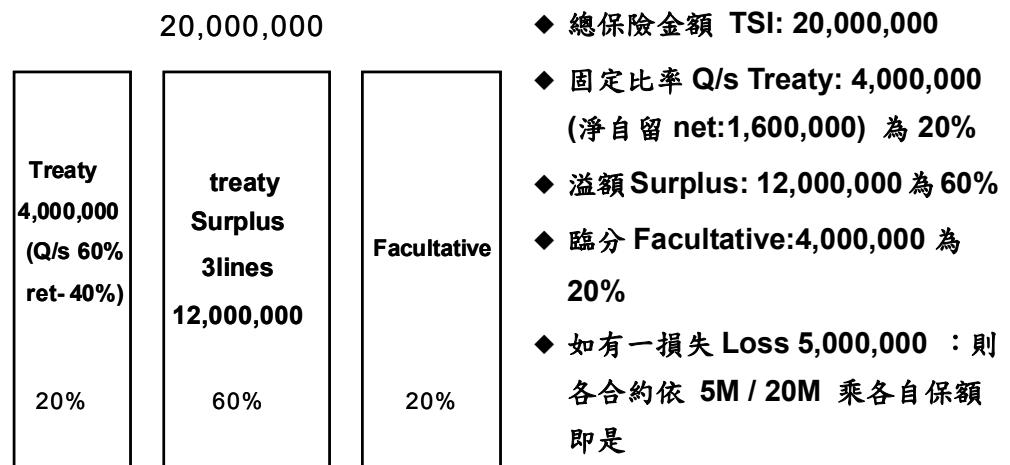 20,000,000
Treaty
4,000,000
(Q/s 60%
ret- 40%)
20%
treaty
Surplus
3lines
12,000,000
60%
Facultative
20%
◆ 總保險金額 TSI: 20,000,000
◆ 固定比率 Q/s Treaty: 4,000,000
(淨自留 net:1,600,000) 為 20%
◆ 溢額 Surplus: 12,000,000 為 60%
◆ 臨分 Facultative:4,000,000 為
20%
◆ 如有一損失 Loss 5,000,000 ：則
各合約依 5M / 20M 乘各自保額
即是